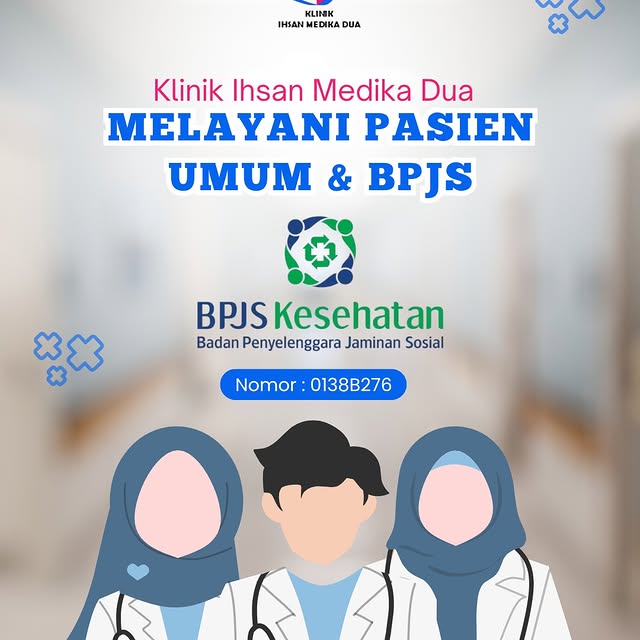 KLINIK
IHSAN MEDIKA DUA
Klinik Ihsan Medika Dua
MELAYANI PASIEN
UMUM & BPJS
BPJS Kesehatan
Badan Penyelenggara Jaminan Sosial
Nomor : 0138B276